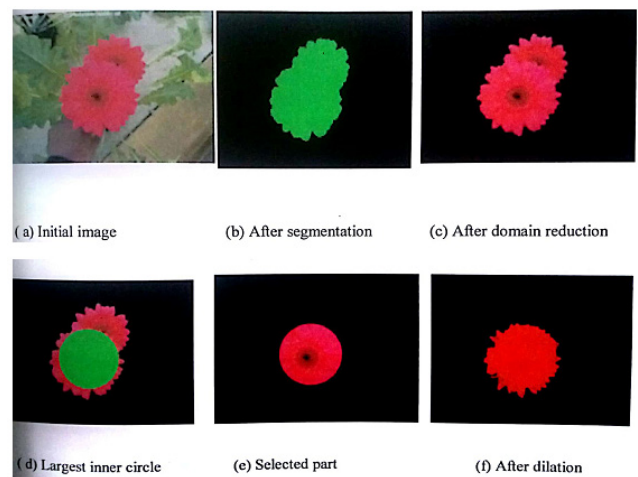 ( a) Initial image
(b) After segmentation
(c) After domain reduction
( d) Largest inner circle
(e) Selected part
(f) After dilation